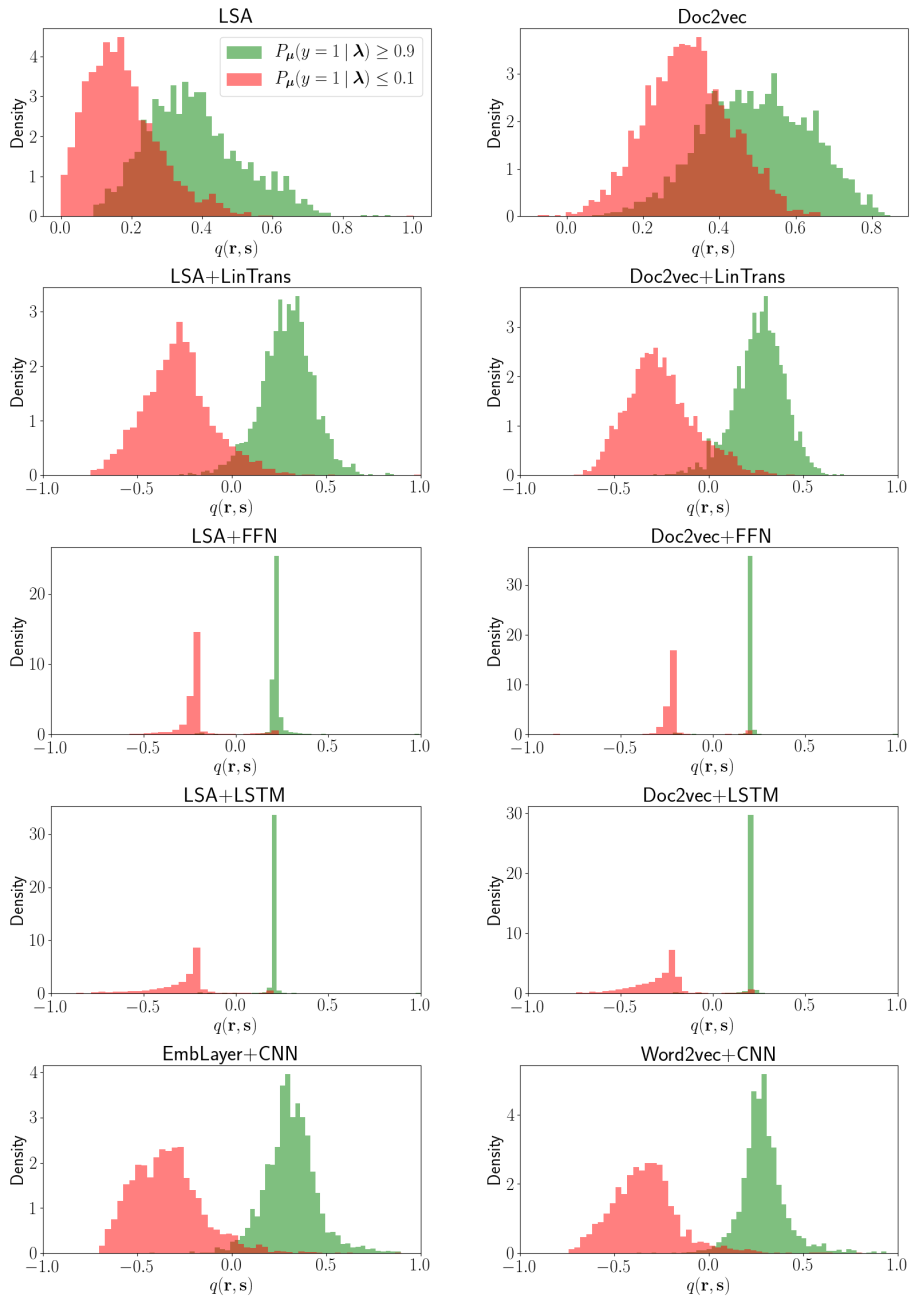 LSA
Density
4
3
2
1
0
0.0 0.2 0.4 0.6 0.8 1.0
q(r, s)
P_μ(y = 1 | λ) ≥ 0.9
P_μ(y = 1 | λ) ≤ 0.1
Doc2vec
Density
3
2
1
0
0.0 0.2 0.4 0.6 0.8
q(r, s)
LSA+LinTrans
Density
3
2
1
0
−1.0 −0.5 0.0 0.5 1.0
q(r, s)
Doc2vec+LinTrans
Density
3
2
1
0
−1.0 −0.5 0.0 0.5 1.0
q(r, s)
LSA+FFN
Density
20
10
0
−1.0 −0.5 0.0 0.5 1.0
q(r, s)
Doc2vec+FFN
Density
30
20
10
0
−1.0 −0.5 0.0 0.5 1.0
q(r, s)
LSA+LSTM
Density
30
20
10
0
−1.0 −0.5 0.0 0.5 1.0
q(r, s)
Doc2vec+LSTM
Density
30
20
10
0
−1.0 −0.5 0.0 0.5 1.0
q(r, s)
EmbLayer+CNN
Density
4
3
2
1
0
−1.0 −0.5 0.0 0.5 1.0
q(r, s)
Word2vec+CNN
Density
4
2
0
−1.0 −0.5 0.0 0.5 1.0
q(r, s)